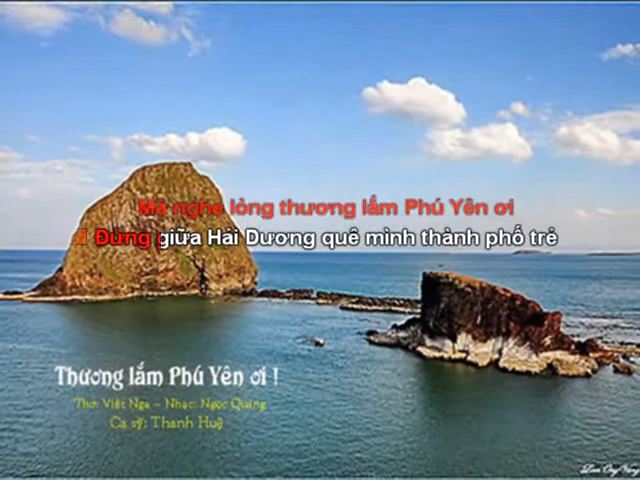 Mà nghe lòng thương lắm Phú Yên ơi
Đứng giữa Hải Dương quê mình thành phố trẻ
Thương lắm Phú Yên ơi !
Thơ: Việt Nga – Nhạc: Ngọc Quang
Ca sỹ: Thanh Huệ